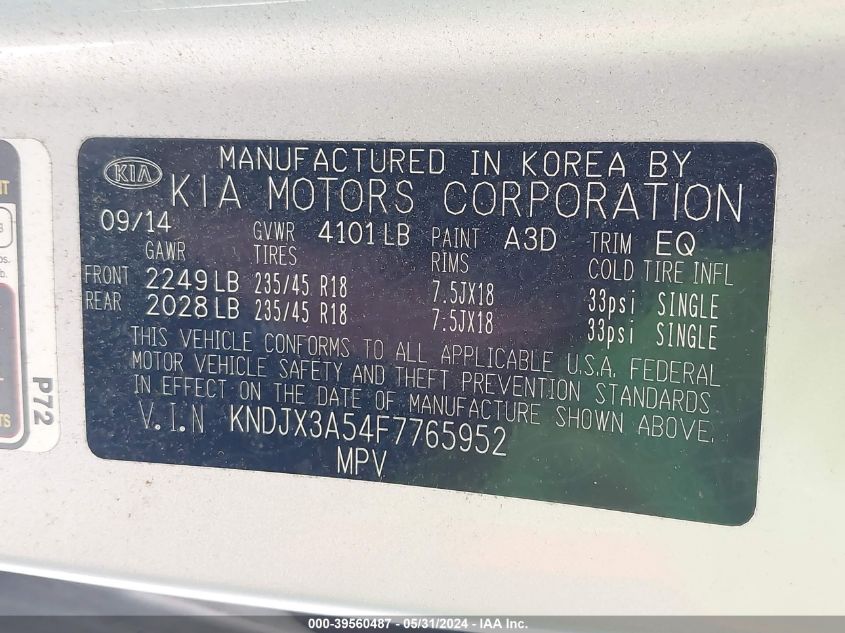 KIA
MANUFACTURED IN KOREA BY
KIA MOTORS CORPORATION
09/14 GVWR 4101LB PAINT A3D TRIM EQ
GAWR TIRES RIMS COLD TIRE INFL
FRONT 2249LB 235/45 R18 7.5JX18 33psi SINGLE
REAR 2028LB 235/45 R18 7.5JX18 33psi SINGLE
THIS VEHICLE CONFORMS TO ALL APPLICABLE U.S.A. FEDERAL
MOTOR VEHICLE SAFETY AND THEFT PREVENTION STANDARDS
IN EFFECT ON THE DATE OF MANUFACTURE SHOWN ABOVE.
V.I.N KNDJX3A54F7765952
MPV
P72
000-39560487 - 05/31/2024 - IAA Inc.